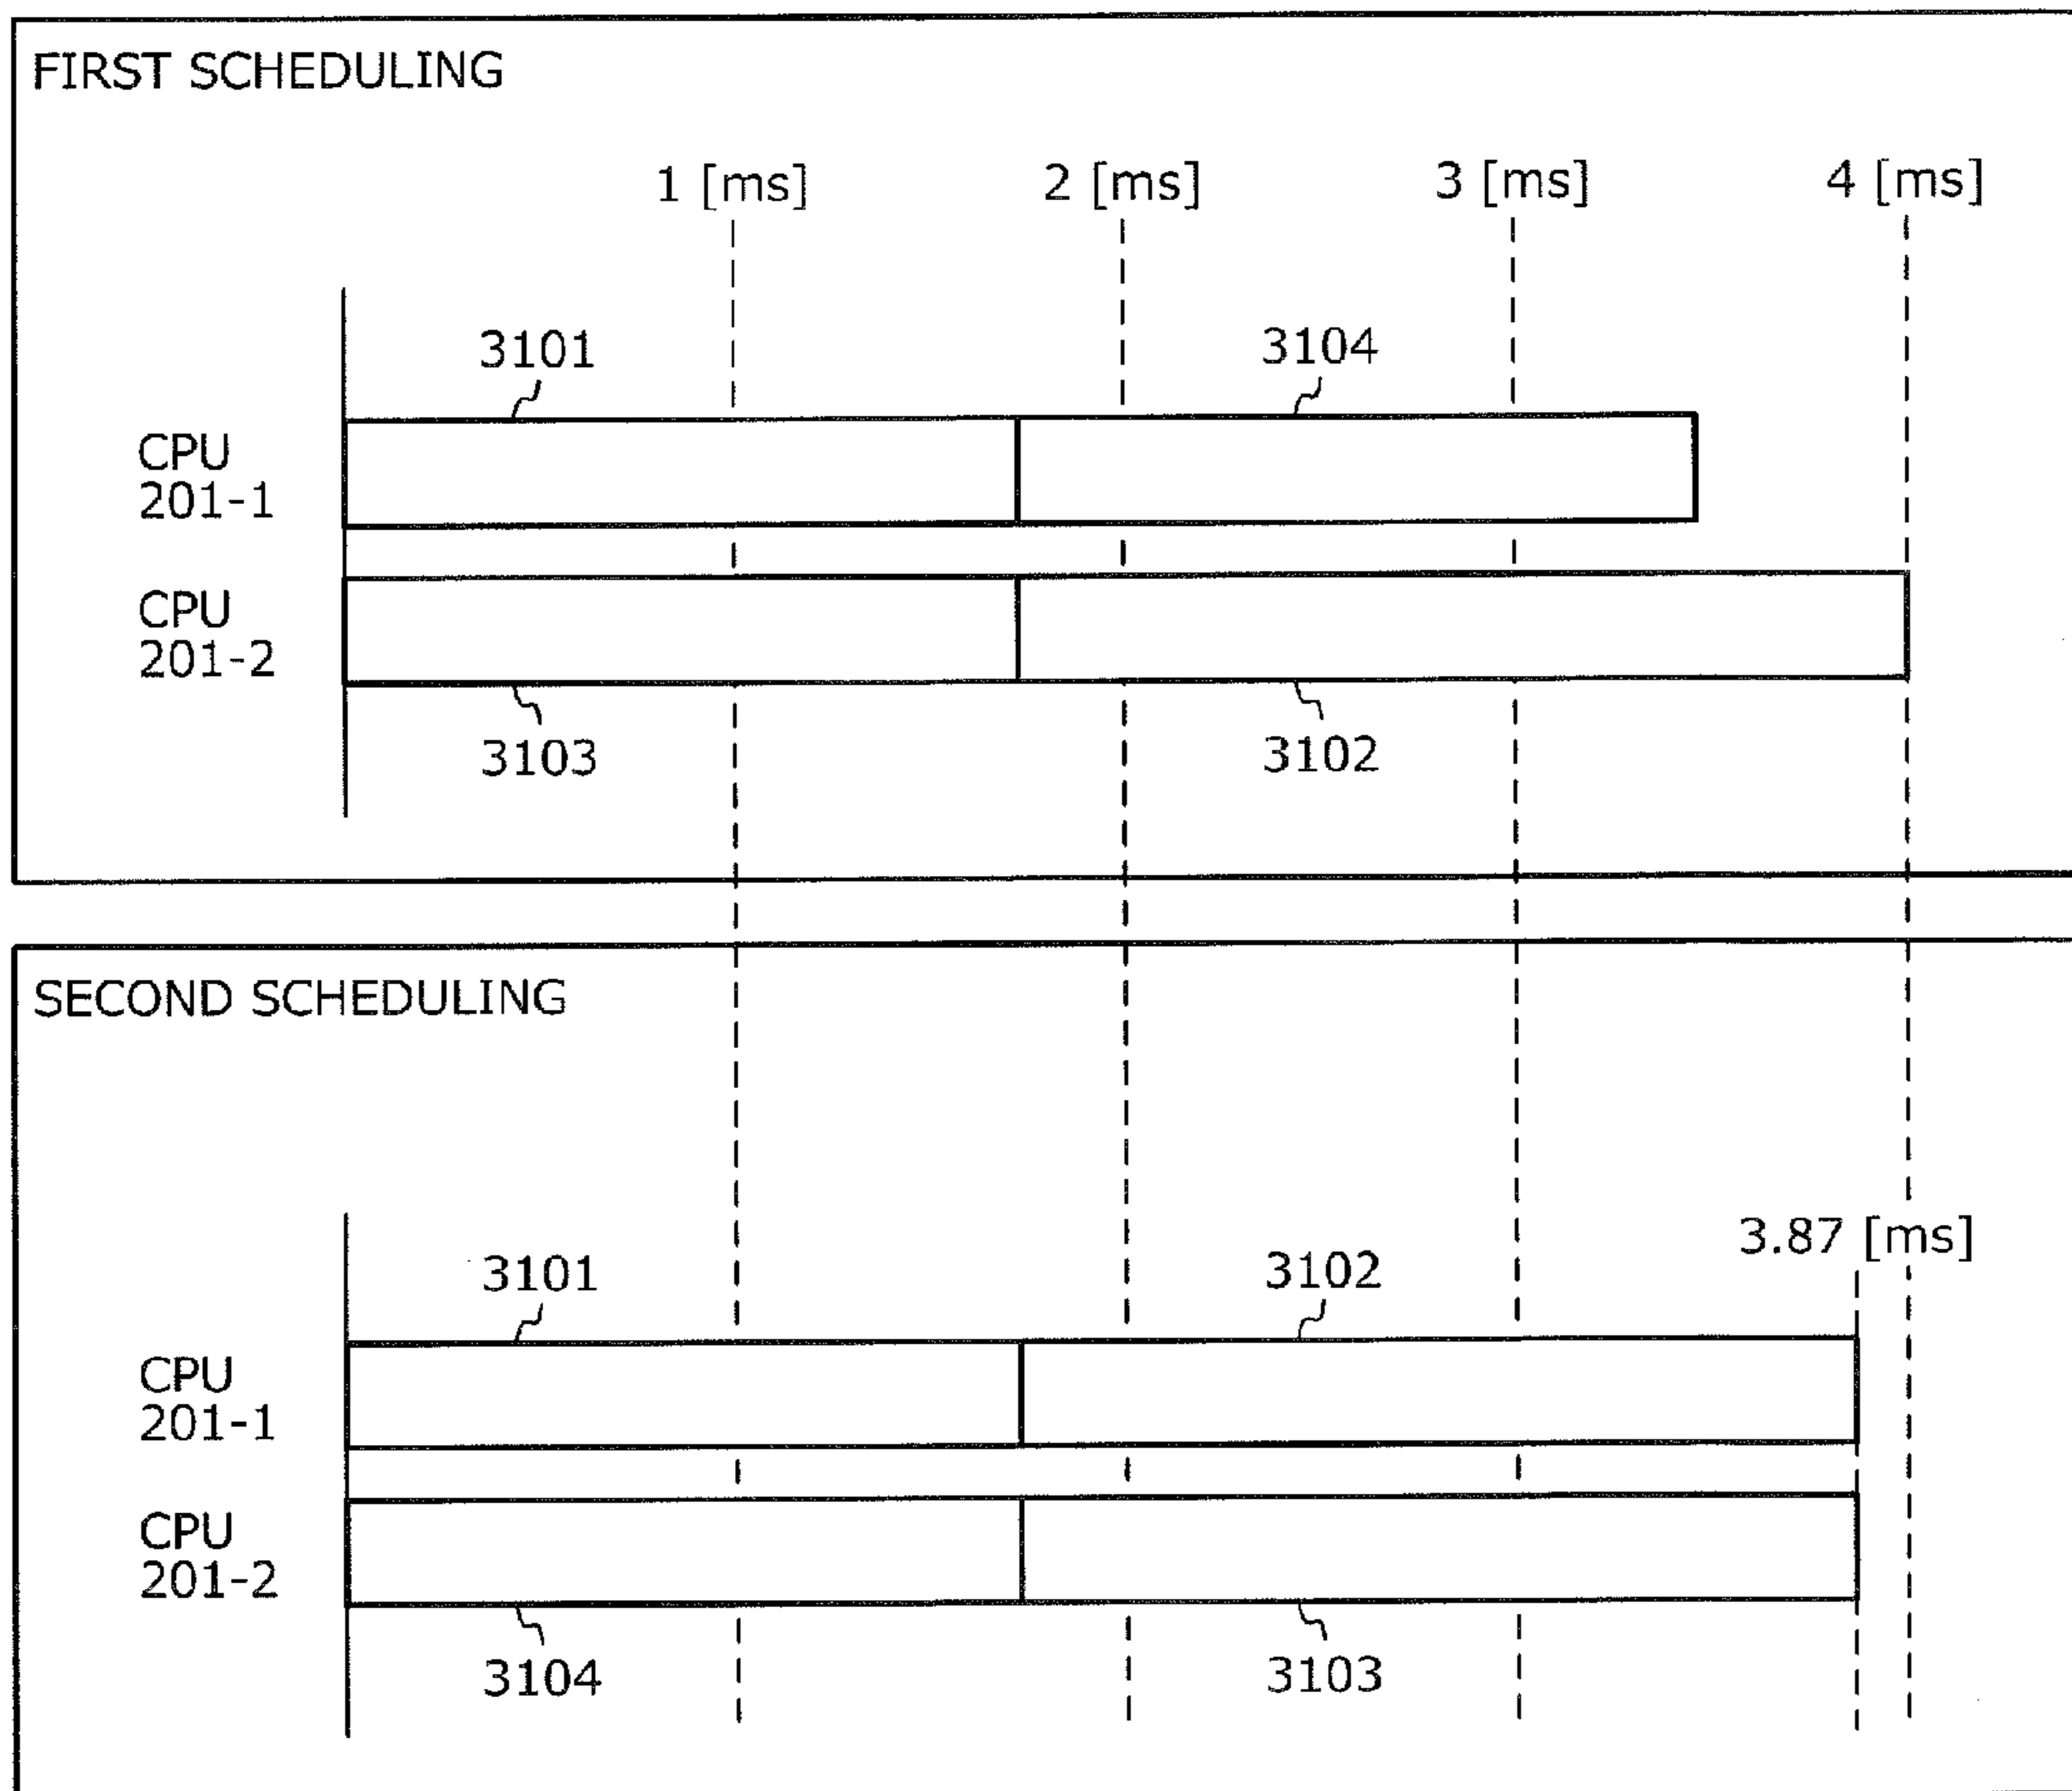 FIRST SCHEDULING
1 [ms]
2 [ms]
3 [ms]
4 [ms]
3101
3104
CPU
201-1
CPU
201-2
3103
3102
SECOND SCHEDULING
3.87 [ms]
3101
3102
CPU
201-1
CPU
201-2
3104
3103